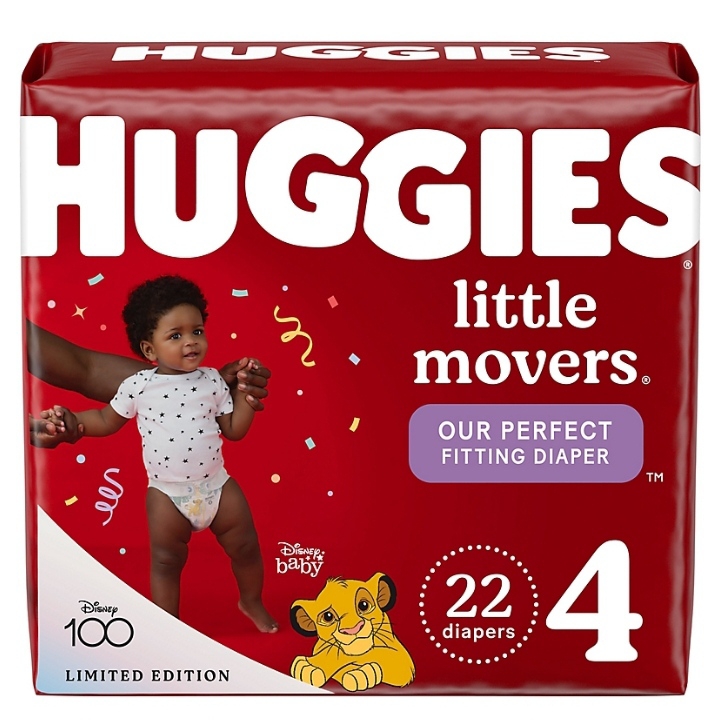 HUGGIES
HUGGIES®
little
movers®
OUR PERFECT
FITTING DIAPER
™
Disney
baby
22
diapers
4
Disney
100
LIMITED EDITION